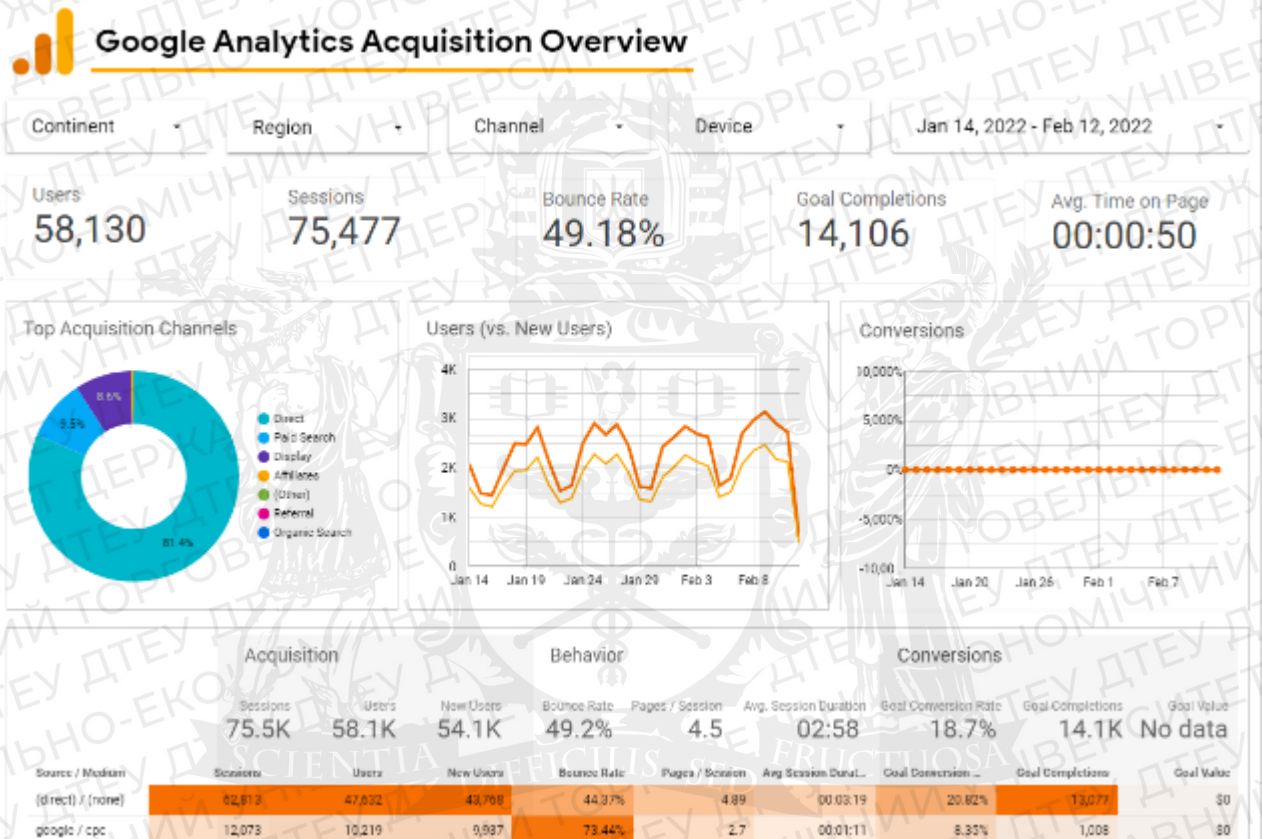 Google Analytics Acquisition Overview
Continent Region Channel Device Jan 14, 2022 - Feb 12, 2022
Users Sessions Bounce Rate Goal Completions Avg. Time on Page
58,130 75,477 49.18% 14,106 00:00:50
Top Acquisition Channels Users (vs. New Users) Conversions
8.6%
9.5%
81.4%
Direct
Paid Search
Display
Affiliates
(Other)
Referral
Organic Search
4K
3K
2K
1K
0
Jan 14 Jan 19 Jan 24 Jan 29 Feb 3 Feb 8
10,000%
5,000%
0%
-5,000%
-10,00
Jan 14 Jan 20 Jan 26 Feb 1 Feb 7
Acquisition Behavior Conversions
Sessions Users New Users Bounce Rate Pages / Session Avg. Session Duration Goal Conversion Rate Goal Completions Goal Value
75.5K 58.1K 54.1K 49.2% 4.5 02:58 18.7% 14.1K No data
SCIENTIA DIFFICILIS SED FRUCTUOSA
Source / Medium Sessions Users New Users Bounce Rate Pages / Session Avg Session Durat... Goal Conversion ... Goal Completions Goal Value
(direct) / (none) 62,813 47,632 43,768 44.37% 4.89 00:03:19 20.82% 13,077 $0
google / cpc 12,073 10,219 9,937 73.44% 2.7 00:01:11 8.35% 1,008 $0